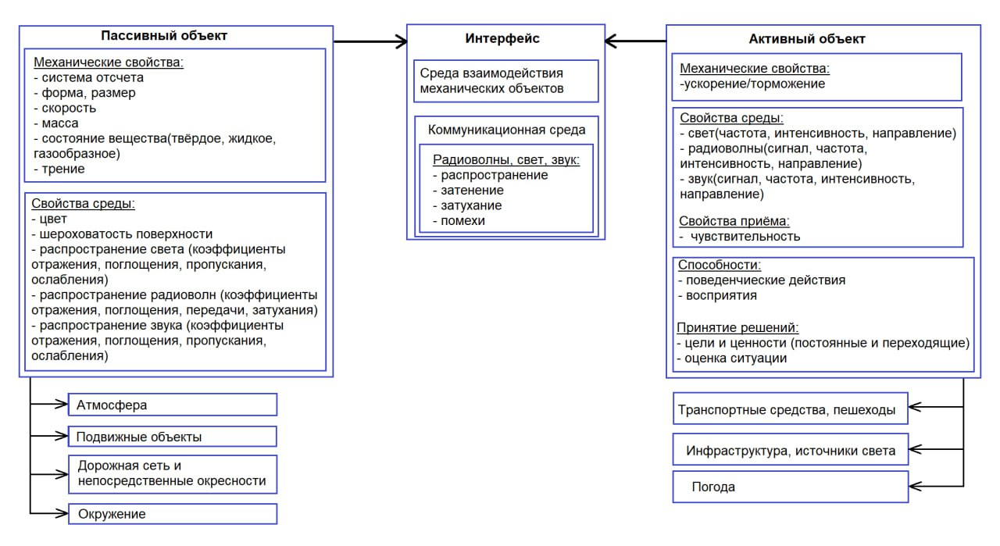 Пассивный объект
Механические свойства:
- система отсчета
- форма, размер
- скорость
- масса
- состояние вещества(твёрдое, жидкое,
газообразное)
- трение
Свойства среды:
- цвет
- шероховатость поверхности
- распространение света (коэффициенты
отражения, поглощения, пропускания,
ослабления)
- распространение радиоволн (коэффициенты
отражения, поглощения, передачи, затухания)
- распространение звука (коэффициенты
отражения, поглощения, пропускания,
ослабления)
Атмосфера
Подвижные объекты
Дорожная сеть и
непосредственные окресности
Окружение
Интерфейс
Среда взаимодействия
механических объектов
Коммуникационная среда
Радиоволны, свет, звук:
- распространение
- затенение
- затухание
- помехи
Активный объект
Механические свойства:
-ускорение/торможение
Свойства среды:
- свет(частота, интенсивность, направление)
- радиоволны(сигнал, частота,
интенсивность, направление)
- звук(сигнал, частота, интенсивность,
направление)
Свойства приёма:
- чувствительность
Способности:
- поведенчиеские действия
- восприятия
Принятие решений:
- цели и ценности (постоянные и переходящие)
- оценка ситуации
Транспортные средства, пешеходы
Инфраструктура, источники света
Погода